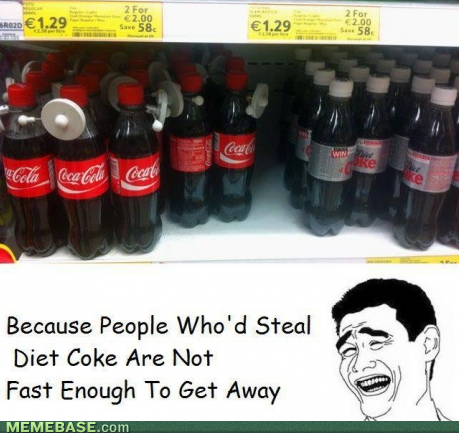 2 For
€1.29
€2.00
Save 58c
6R02D
2 For
€1.29
€2.00
Save 58c
Coca-Cola
Coca-Cola
Coca-Cola
Coca-Cola
WIN
Diet
Coke
Diet
Coke
Because People Who'd Steal
Diet Coke Are Not
Fast Enough To Get Away
MEMEBASE.com